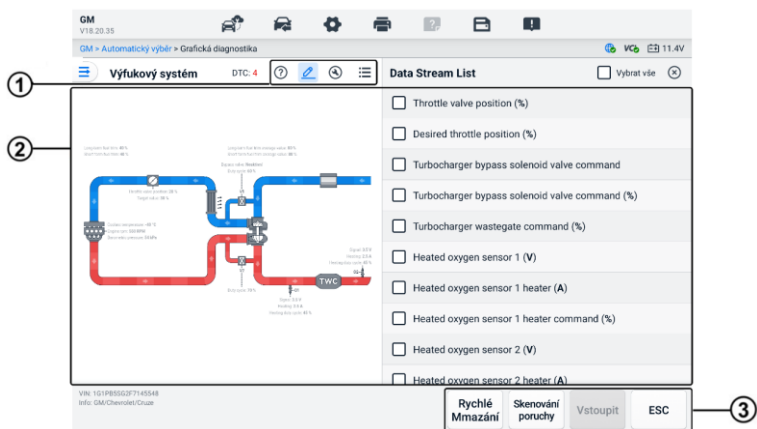 GM
V18.20.35
GM > Automatický výběr > Grafická diagnostika
VCI 11.4V
Výfukový systém DTC: 4
Data Stream List Vybrat vše
1
2
Throttle valve position (%)
Desired throttle position (%)
Turbocharger bypass solenoid valve command
Turbocharger bypass solenoid valve command (%)
Turbocharger wastegate command (%)
Heated oxygen sensor 1 (V)
Heated oxygen sensor 1 heater (A)
Heated oxygen sensor 1 heater command (%)
Heated oxygen sensor 2 (V)
Heated oxygen sensor 2 heater (A)
TWC
VIN: 1G1PB5SG2F7145548
Info: GM/Chevrolet/Cruze
Rychlé
Mmazání
Skenování
poruchy
Vstoupit
ESC
3